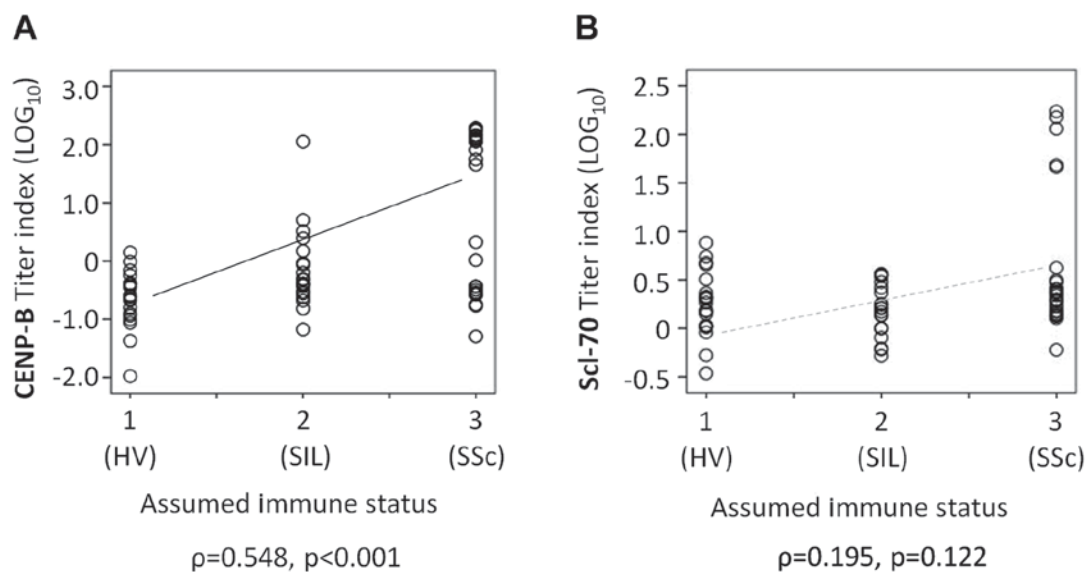 A
CENP-B Titer index (LOG10)
3.0
2.0
1.0
0
-1.0
-2.0
1
2
3
(HV)
(SIL)
(SSc)
Assumed immune status
ρ=0.548, p<0.001
B
Scl-70 Titer index (LOG10)
2.5
2.0
1.5
1.0
0.5
0
-0.5
1
2
3
(HV)
(SIL)
(SSc)
Assumed immune status
ρ=0.195, p=0.122